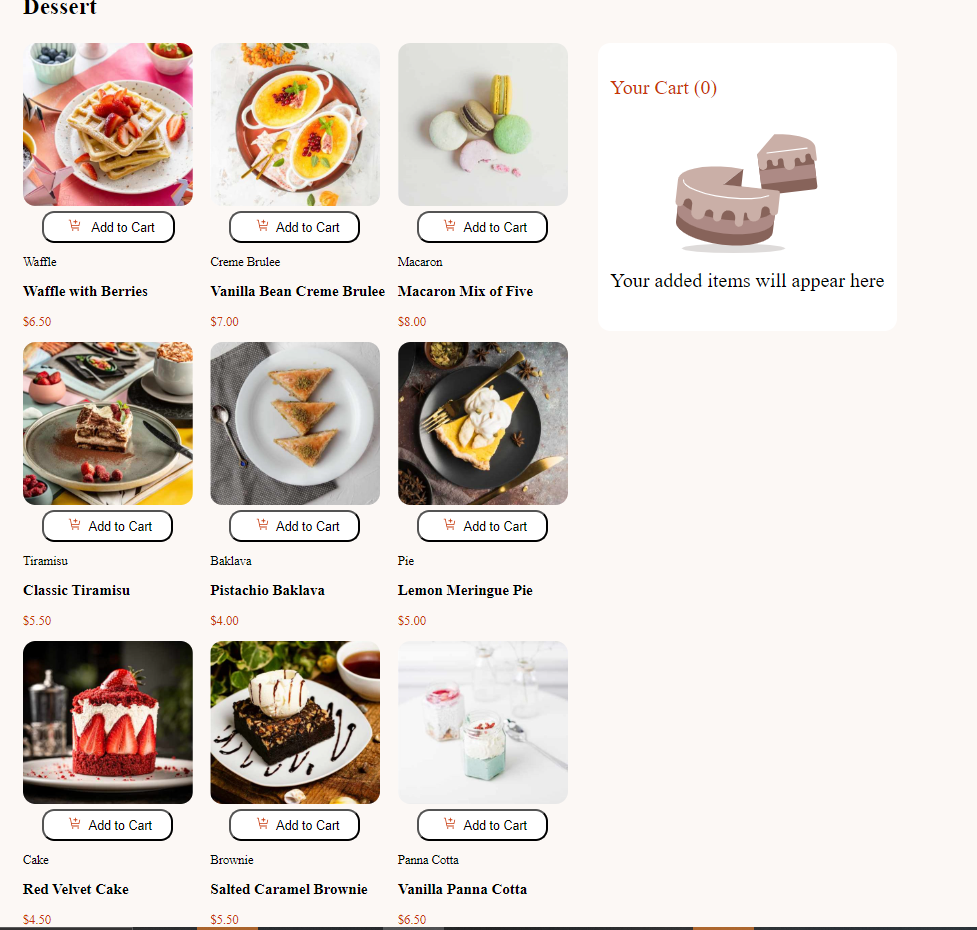 Dessert
Your Cart (0)
Your added items will appear here
Add to Cart
Waffle
Waffle with Berries
$6.50
Add to Cart
Creme Brulee
Vanilla Bean Creme Brulee
$7.00
Add to Cart
Macaron
Macaron Mix of Five
$8.00
Add to Cart
Tiramisu
Classic Tiramisu
$5.50
Add to Cart
Baklava
Pistachio Baklava
$4.00
Add to Cart
Pie
Lemon Meringue Pie
$5.00
Add to Cart
Cake
Red Velvet Cake
$4.50
Add to Cart
Brownie
Salted Caramel Brownie
$5.50
Add to Cart
Panna Cotta
Vanilla Panna Cotta
$6.50